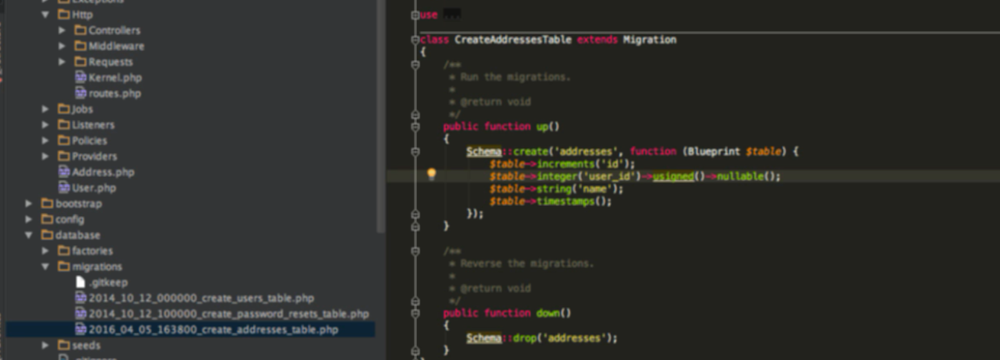 Exceptions
Http
Controllers
Middleware
Requests
Kernel.php
routes.php
Jobs
Listeners
Policies
Providers
Address.php
User.php
bootstrap
config
database
factories
migrations
.gitkeep
2014_10_12_000000_create_users_table.php
2014_10_12_100000_create_password_resets_table.php
2016_04_05_163800_create_addresses_table.php
seeds
.gitignore
use ...
class CreateAddressesTable extends Migration
{
/**
* Run the migrations.
*
* @return void
*/
public function up()
{
Schema::create('addresses', function (Blueprint $table) {
$table->increments('id');
$table->integer('user_id')->usigned()->nullable();
$table->string('name');
$table->timestamps();
});
}
/**
* Reverse the migrations.
*
* @return void
*/
public function down()
{
Schema::drop('addresses');
}